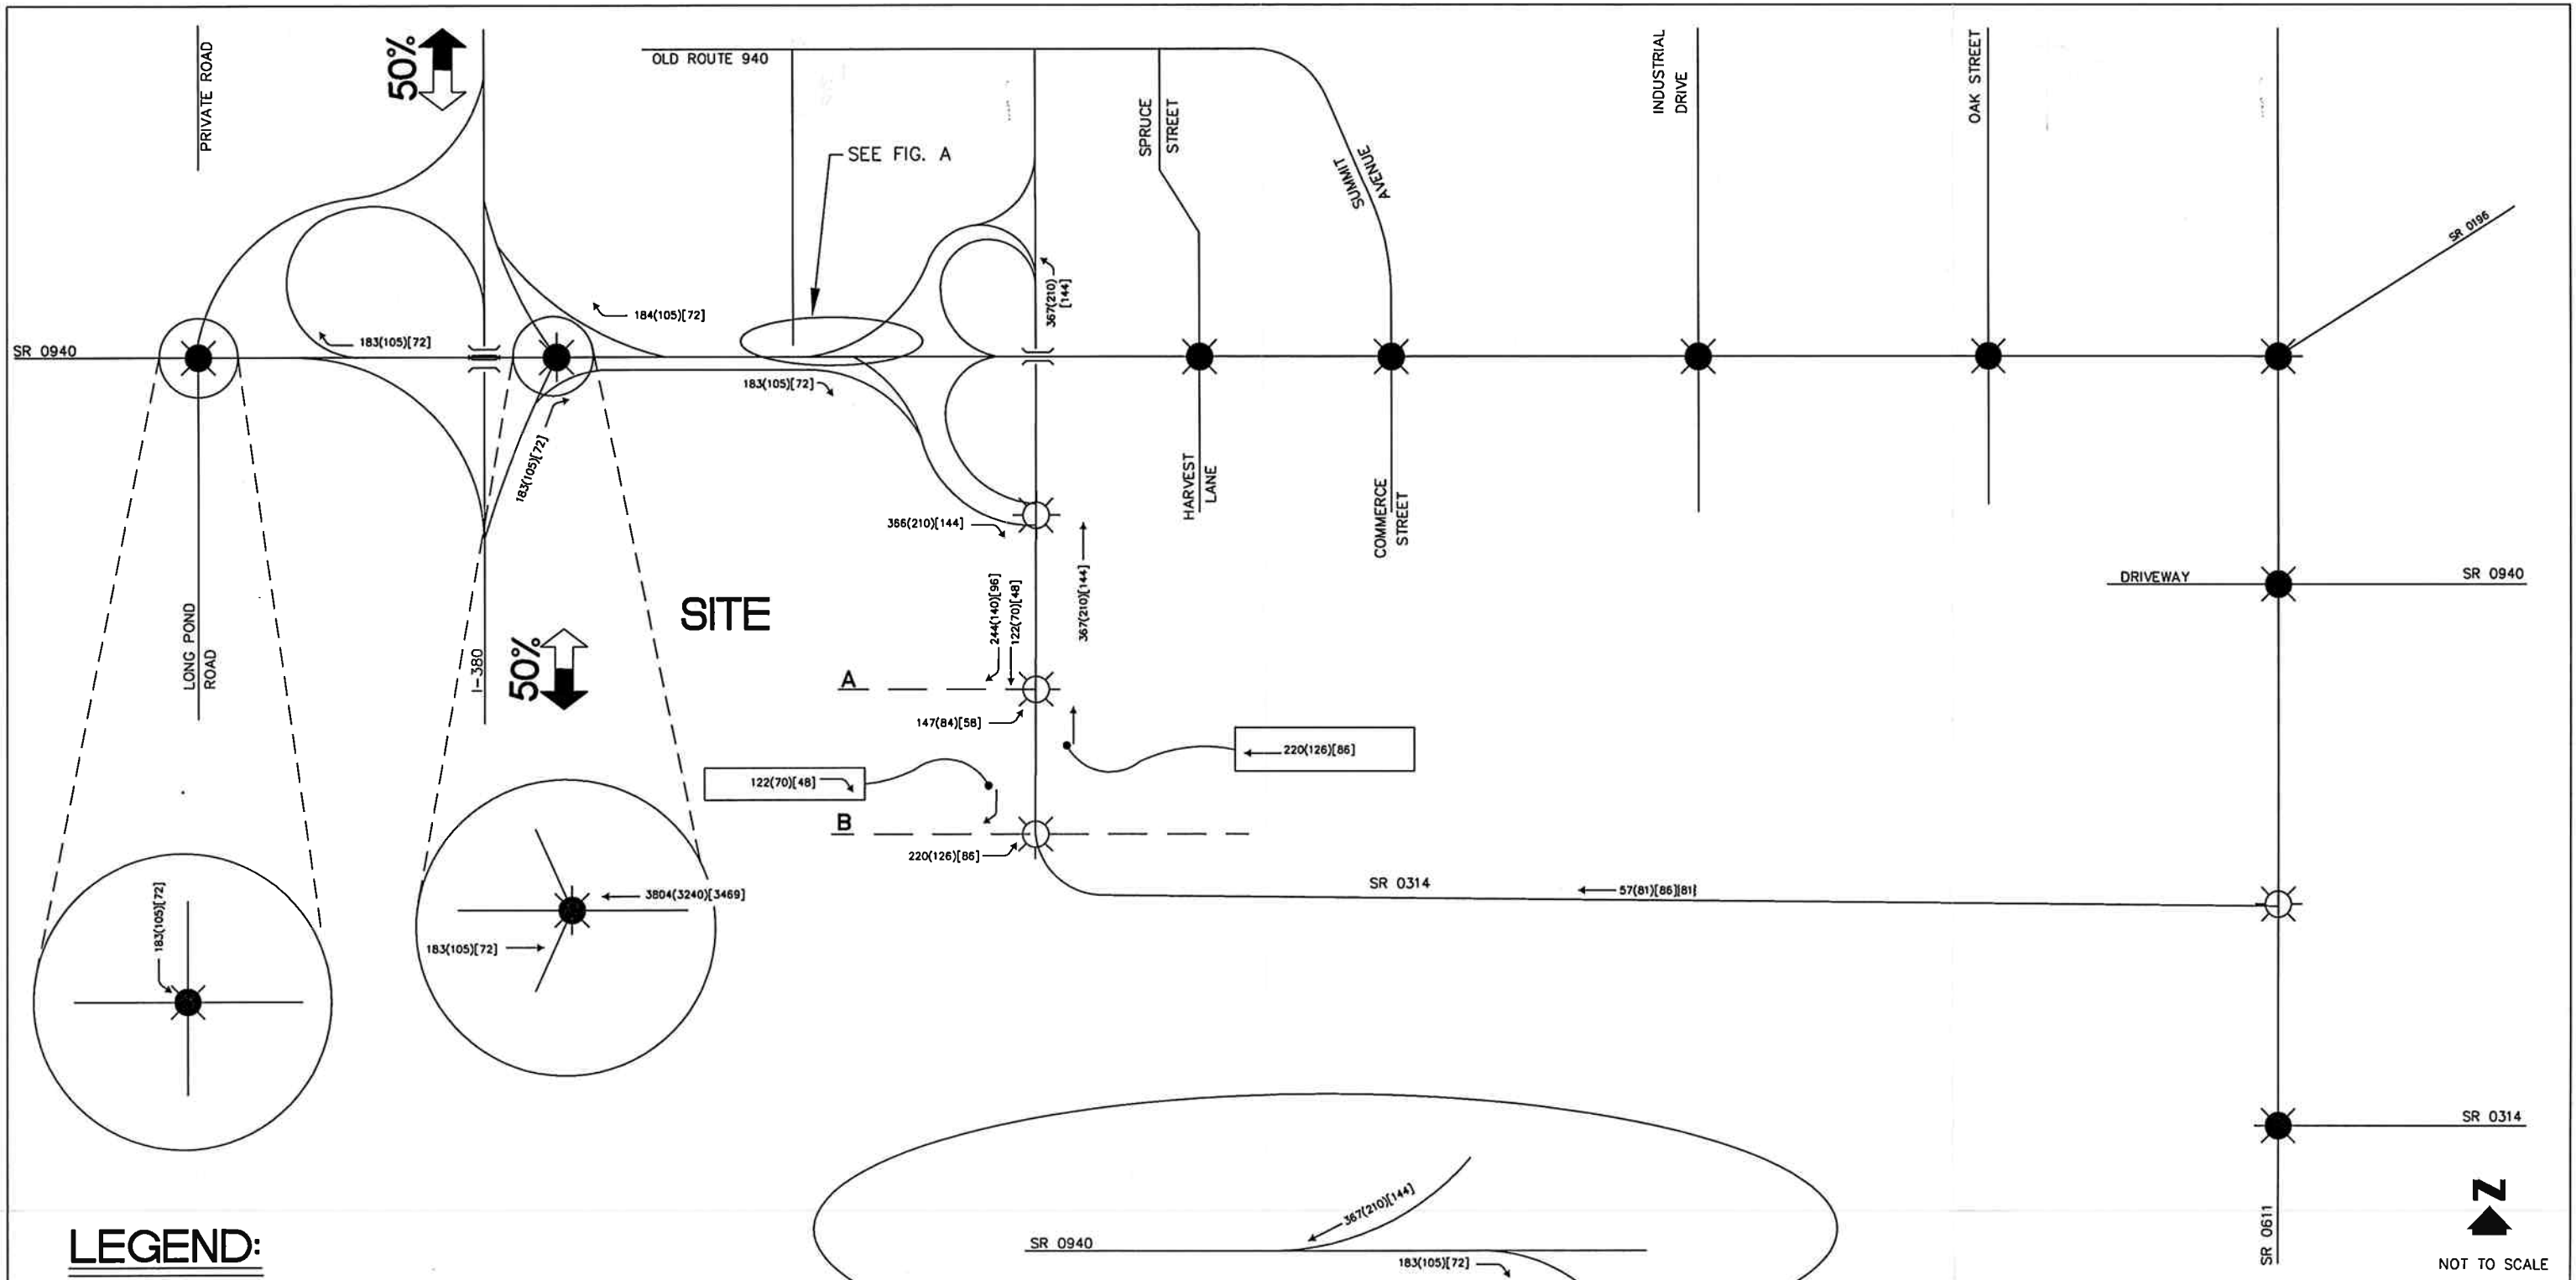 PRIVATE ROAD
50%
OLD ROUTE 940
SEE FIG. A
SPRUCE
STREET
SUMMIT
AVENUE
INDUSTRIAL
DRIVE
OAK STREET
SR 0196
367(210)
[144]
184(105)[72]
183(105)[72]
SR 0940
183(105)[72]
183(105)[72]
366(210)[144]
HARVEST
LANE
COMMERCE
STREET
DRIVEWAY
SR 0940
244(140)[96]
122(70)[48]
367(210)[144]
SITE
LONG POND
ROAD
I-380
50%
A
147(84)[58]
220(126)[86]
122(70)[48]
B
220(126)[86]
SR 0314
57(81)[86]
183(105)[72]
3804(3240)[3469]
183(105)[72]
SR 0314
367(210)[144]
SR 0940
183(105)[72]
LEGEND:
SR 0611
N
NOT TO SCALE